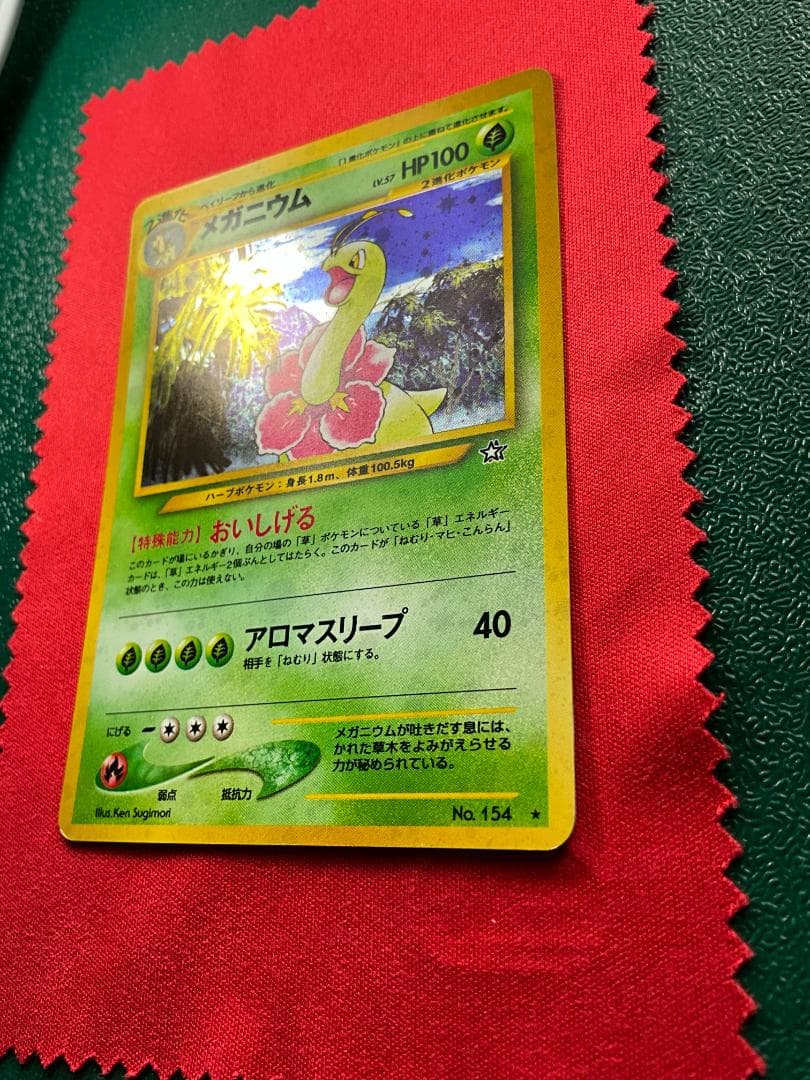 「1進化ポケモン」の上に重ねて進化させます。
2進化
ベイリーフから進化
メガニウム
LV.57 HP100
2進化ポケモン
ハーブポケモン：身長1.8m、体重100.5kg
【特殊能力】おいしげる
このカードが場にいるかぎり、自分の場の「草」ポケモンについている「草」エネルギー
カードは、「草」エネルギー2個ぶんとしてはたらく。このカードが「ねむり・マヒ・こんらん」
状態のとき、この力は使えない。
アロマスリープ 40
相手を「ねむり」状態にする。
にげる
弱点 抵抗力
メガニウムが吐きだす息には、
かれた草木をよみがえらせる
力が秘められている。
Illus.Ken Sugimori
No. 154 ★